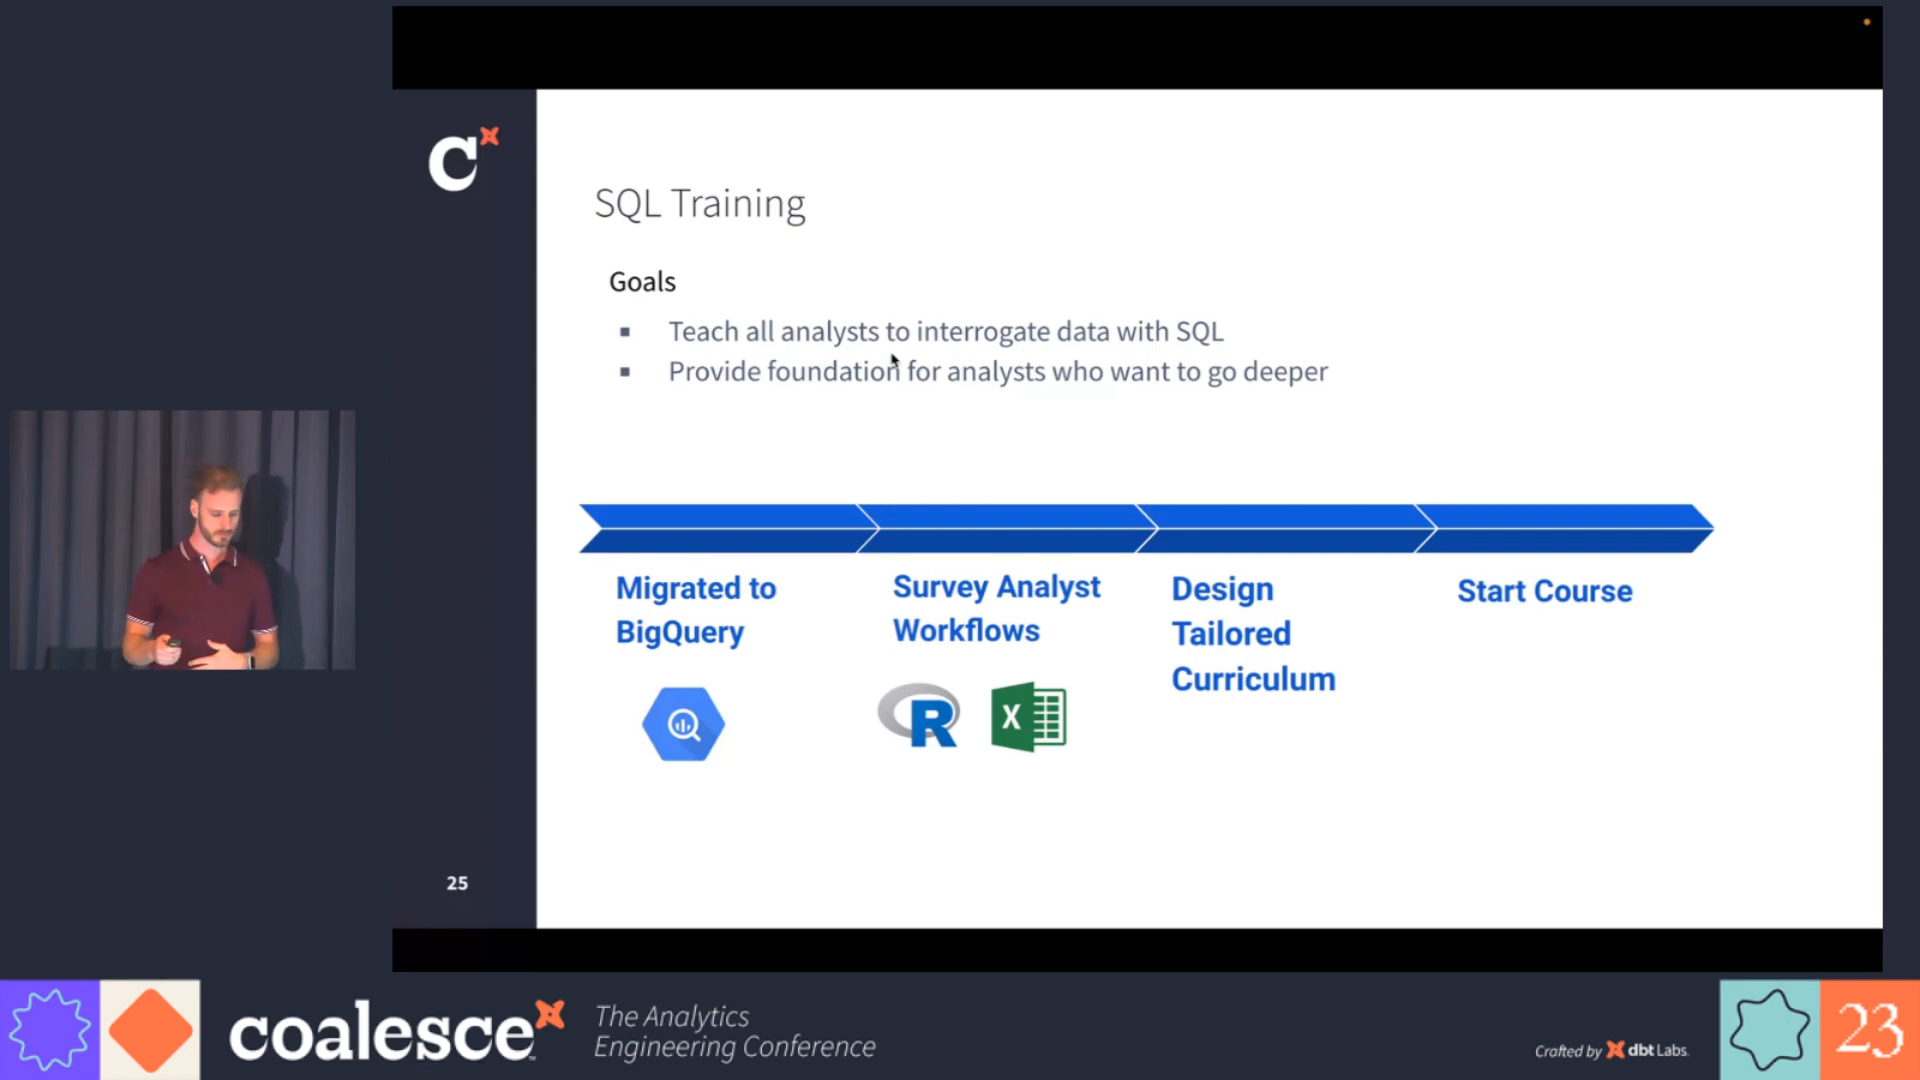 C
SQL Training
Goals
▪ Teach all analysts to interrogate data with SQL
▪ Provide foundation for analysts who want to go deeper
Migrated to
BigQuery
Survey Analyst
Workflows
Design
Tailored
Curriculum
Start Course
R
X
25
coalesce
The Analytics
Engineering Conference
Crafted by dbt Labs
23